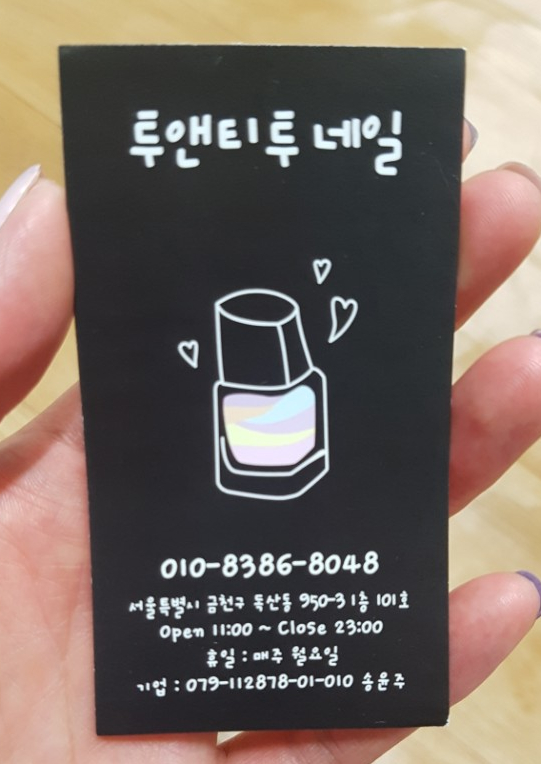 투앤티투 네일
010-8386-8048
서울특별시 금천구 독산동 950-3 1층 101호
Open 11:00 ~ Close 23:00
휴일 : 매주 월요일
기업 : 079-112878-01-010 송윤주